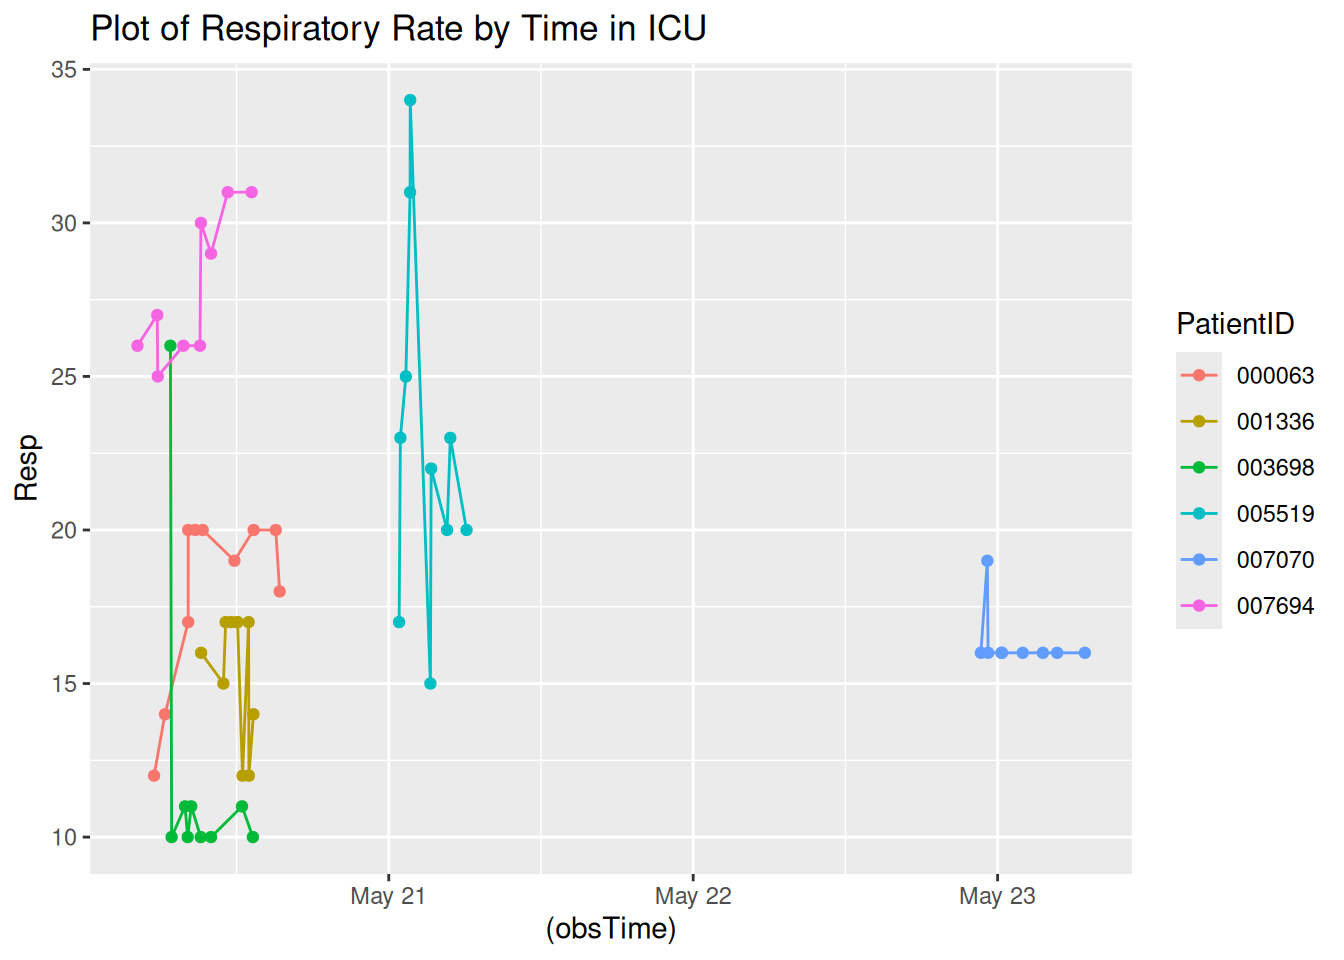 Plot of Respiratory Rate by Time in ICU
35
30
25
20
15
10
Resp
May 21
May 22
May 23
(obsTime)
PatientID
000063
001336
003698
005519
007070
007694